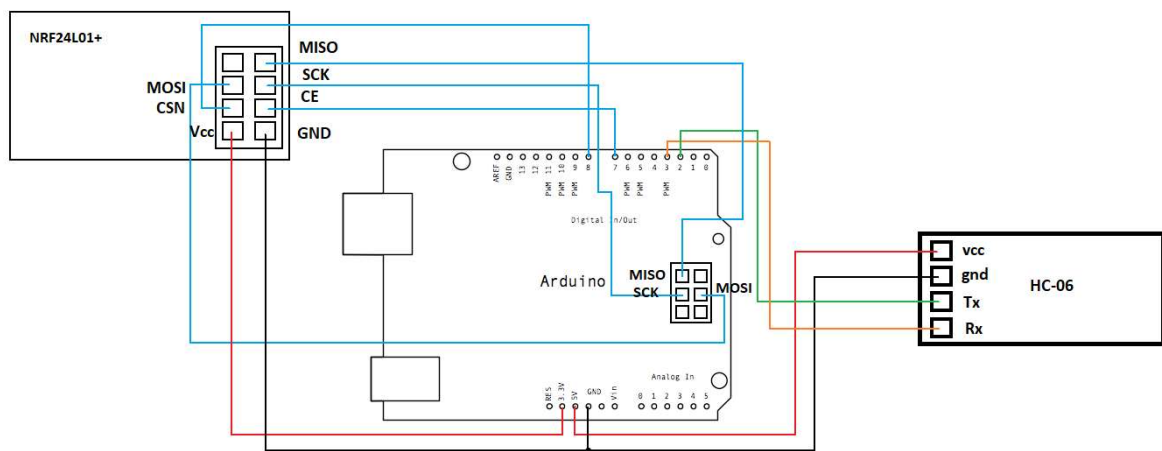 NRF24L01+
MISO
SCK
MOSI
CSN
CE
Vcc
GND
AREF
GND
13
12
11
10
9
8
7
6
5
4
3
2
1
0
PWM
PWM
PWM
PWM
PWM
PWM
Digital In/Out
Arduino
MISO
SCK
MOSI
vcc
gnd
Tx
Rx
HC-06
RES
3.3V
5V
GND
Vin
Analog In
0
1
2
3
4
5